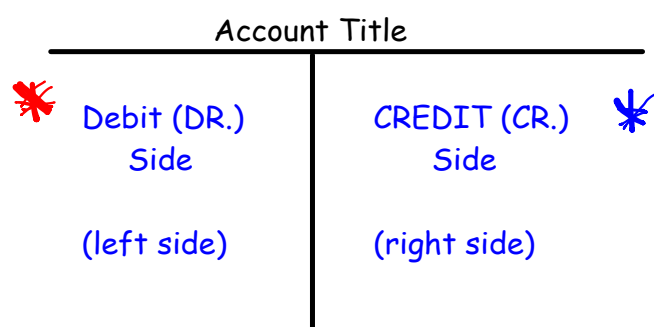 Account Title
Debit (DR.)
Side
(left side)
CREDIT (CR.)
Side
(right side)